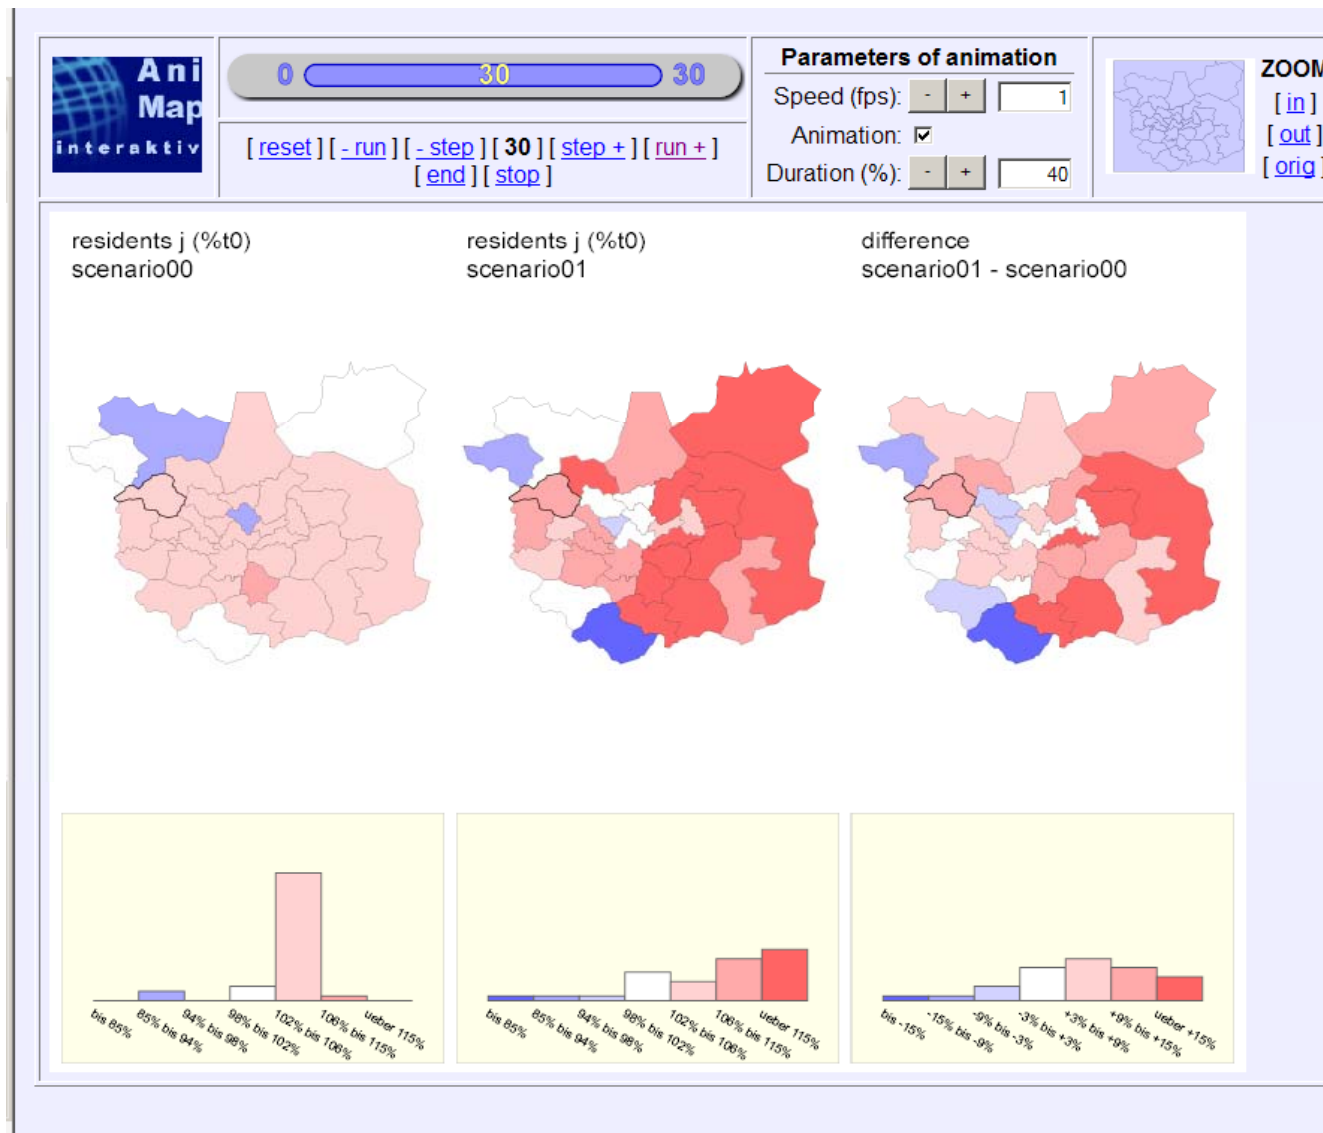 Ani
Map
interaktiv
0 30 30
[ reset ] [ - run ] [ - step ] [ 30 ] [ step + ] [ run + ]
[ end ] [ stop ]
Parameters of animation
Speed (fps): - + 1
Animation:
Duration (%): - + 40
ZOOM
[ in ]
[ out ]
[ orig ]
residents j (%t0)
scenario00
residents j (%t0)
scenario01
difference
scenario01 - scenario00
bis 85%
85% bis 94%
94% bis 98%
98% bis 102%
102% bis 106%
106% bis 115%
ueber 115%
bis 85%
85% bis 94%
94% bis 98%
98% bis 102%
102% bis 106%
106% bis 115%
ueber 115%
bis -15%
-15% bis -9%
-9% bis -3%
-3% bis +3%
+3% bis +9%
+9% bis +15%
ueber +15%